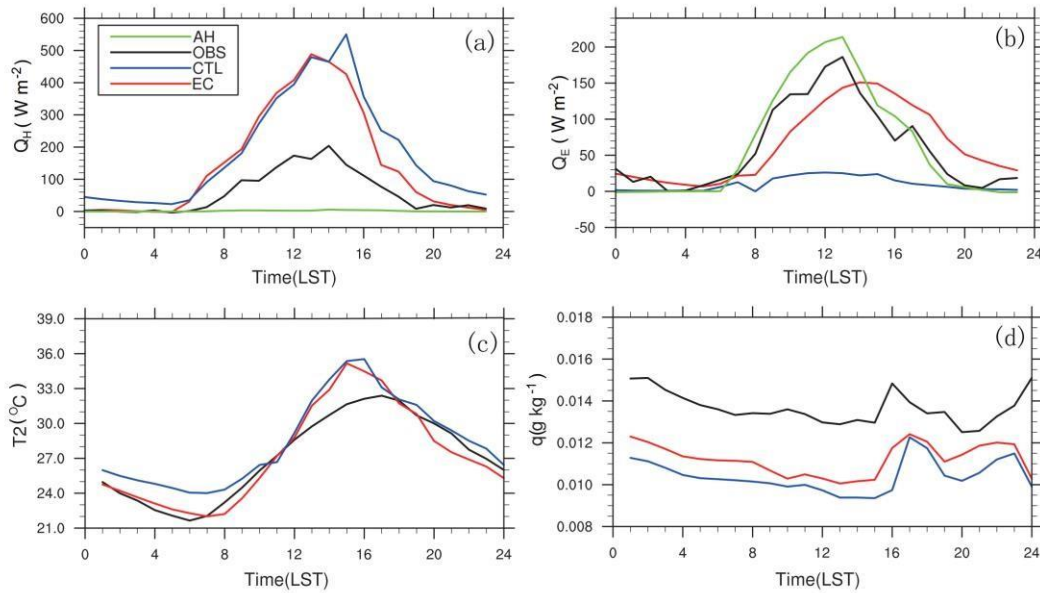 600
500
400
300
200
100
0
Q_H ( W m⁻²)
AH
OBS
CTL
EC
(a)
0 4 8 12 16 20 24
Time(LST)
200
150
100
50
0
-50
Q_E ( W m⁻²)
(b)
0 4 8 12 16 20 24
Time(LST)
39.0
36.0
33.0
30.0
27.0
24.0
21.0
T2(°C)
(c)
0 4 8 12 16 20 24
Time(LST)
0.018
0.016
0.014
0.012
0.010
0.008
q(g kg⁻¹)
(d)
0 4 8 12 16 20 24
Time(LST)